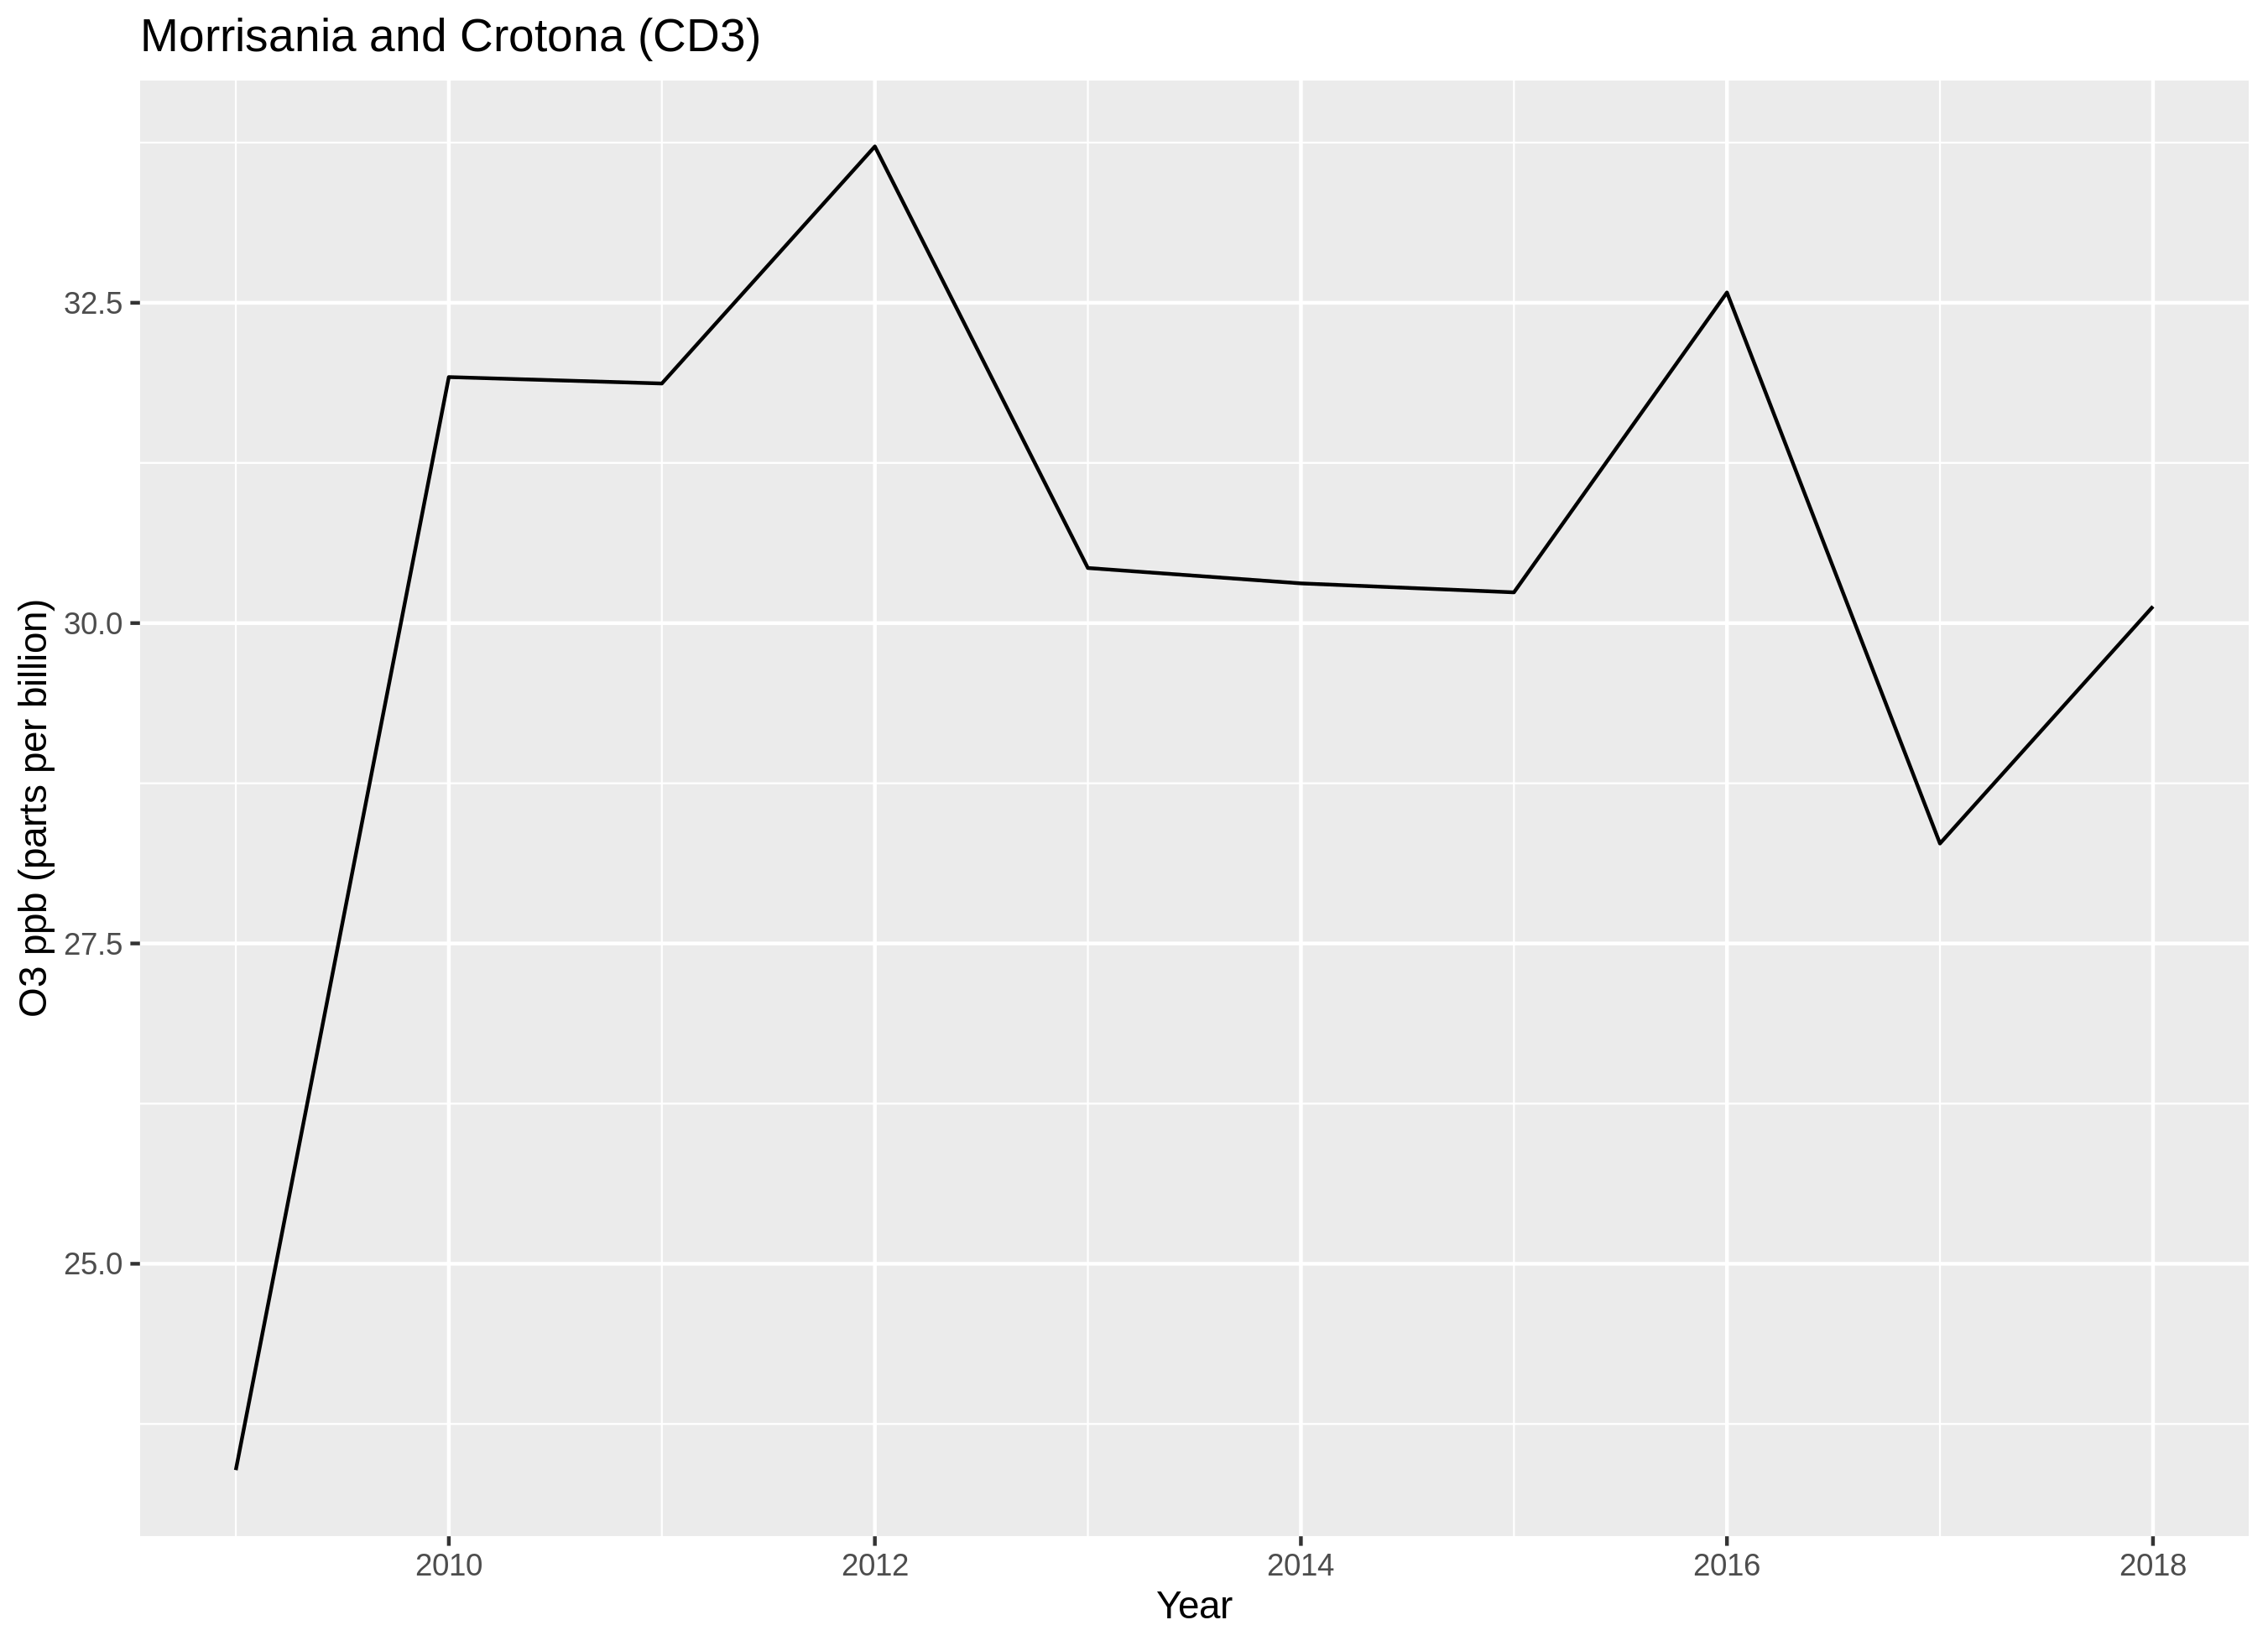 Morrisania and Crotona (CD3)
O3 ppb (parts per billion)
32.5
30.0
27.5
25.0
2010 2012 2014 2016 2018
Year